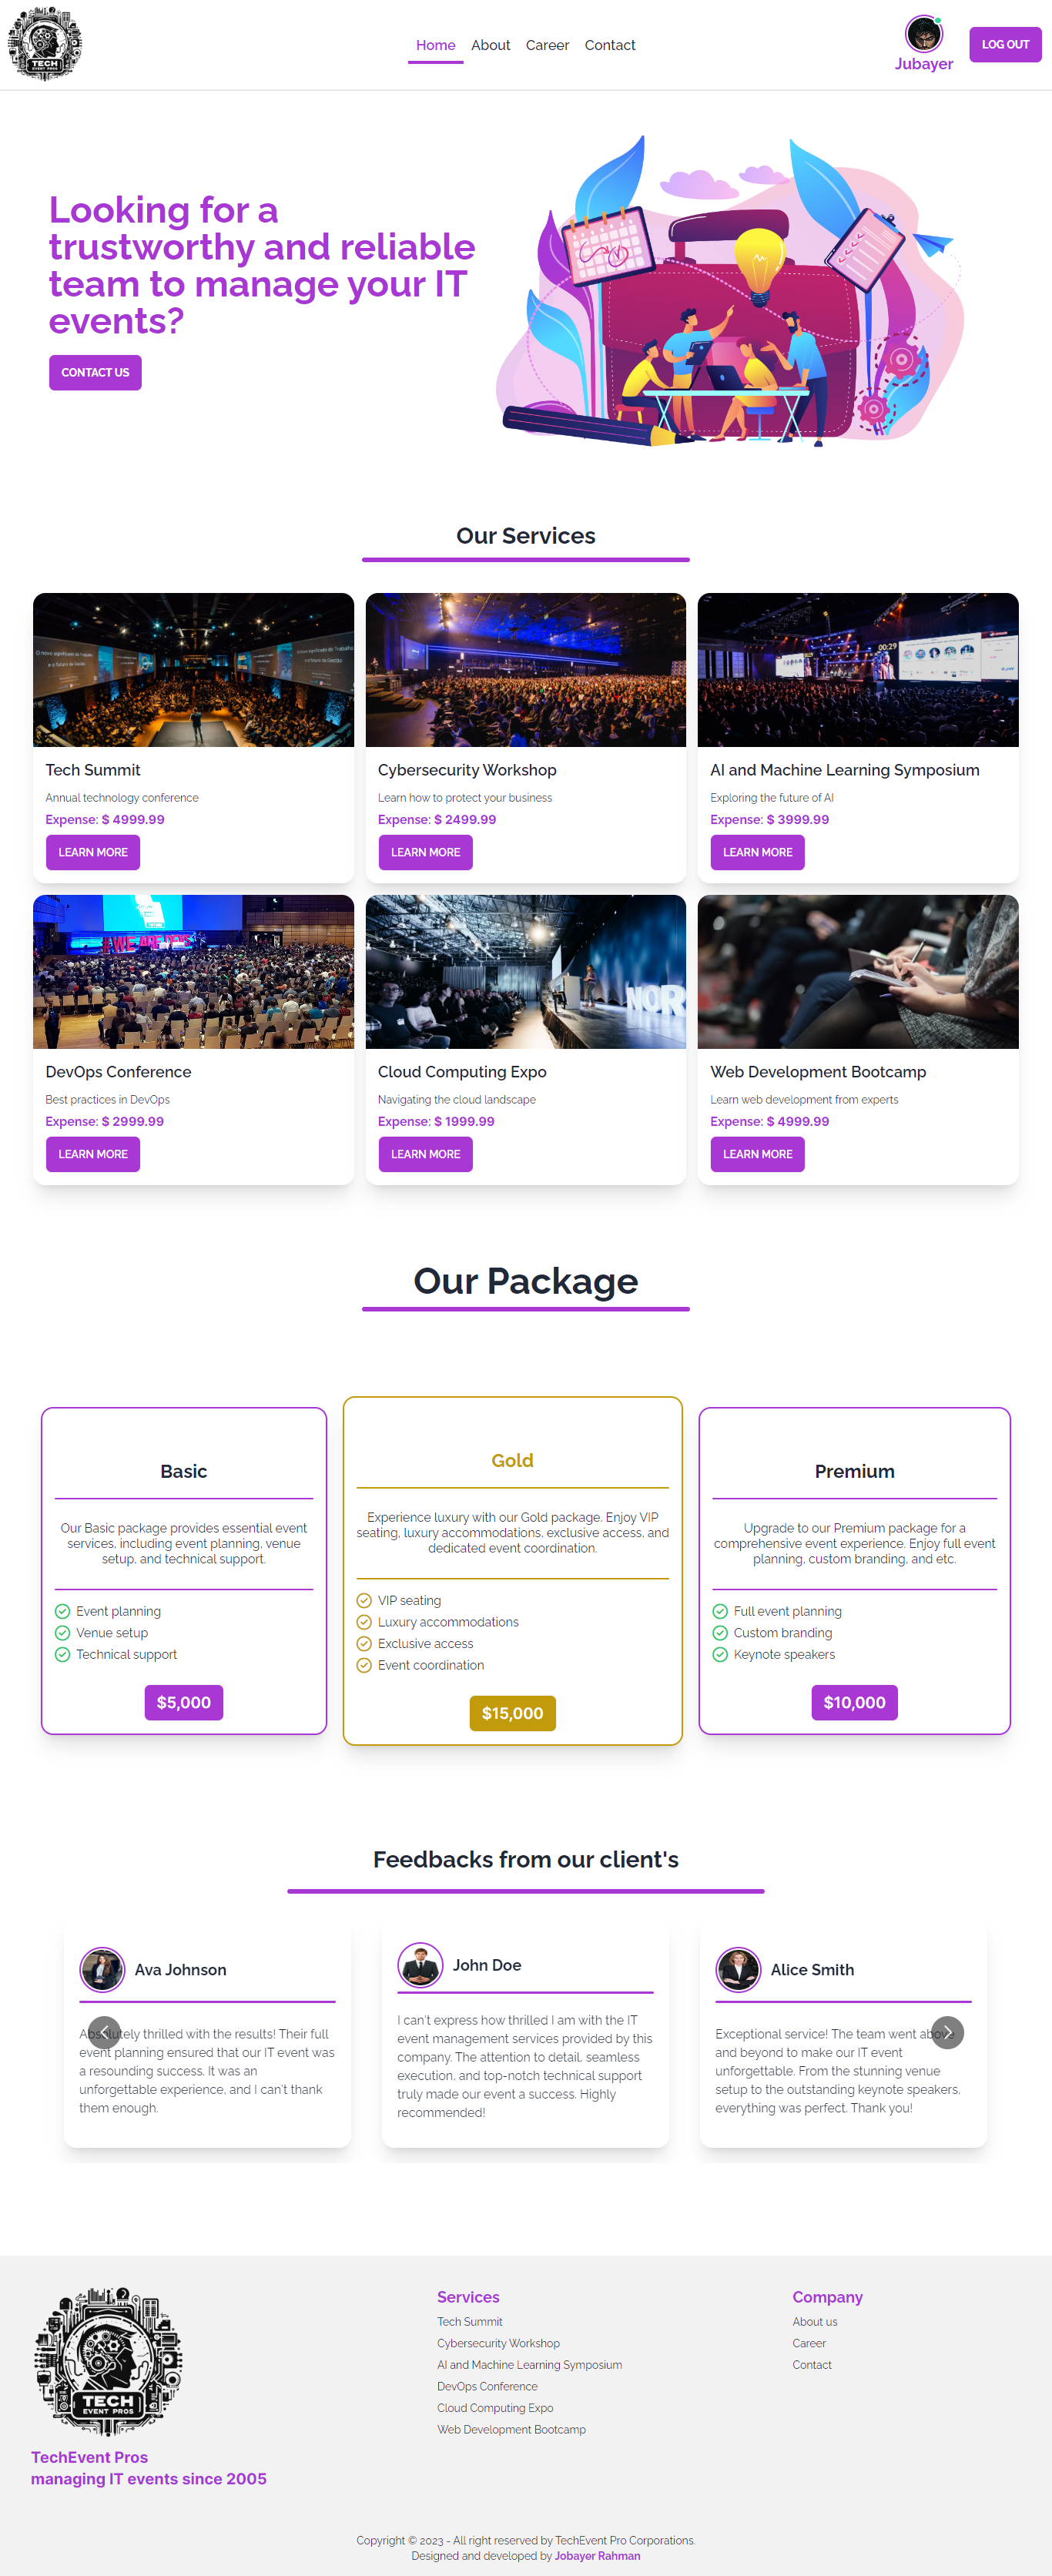 TECH
EVENT PROS
Home About Career Contact
Jubayer
LOG OUT
Looking for a
trustworthy and reliable
team to manage your IT
events?
CONTACT US
Our Services
O novo significado do Trabalho
e o futuro da Gestão
00:29
Tech Summit
Annual technology conference
Expense: $ 4999.99
LEARN MORE
Cybersecurity Workshop
Learn how to protect your business
Expense: $ 2499.99
LEARN MORE
AI and Machine Learning Symposium
Exploring the future of AI
Expense: $ 3999.99
LEARN MORE
NOR
DevOps Conference
Best practices in DevOps
Expense: $ 2999.99
LEARN MORE
Cloud Computing Expo
Navigating the cloud landscape
Expense: $ 1999.99
LEARN MORE
Web Development Bootcamp
Learn web development from experts
Expense: $ 4999.99
LEARN MORE
Our Package
Basic
Our Basic package provides essential event
services, including event planning, venue
setup, and technical support.
Event planning
Venue setup
Technical support
$5,000
Gold
Experience luxury with our Gold package. Enjoy VIP
seating, luxury accommodations, exclusive access, and
dedicated event coordination.
VIP seating
Luxury accommodations
Exclusive access
Event coordination
$15,000
Premium
Upgrade to our Premium package for a
comprehensive event experience. Enjoy full event
planning, custom branding, and etc.
Full event planning
Custom branding
Keynote speakers
$10,000
Feedbacks from our client's
Ava Johnson
Absolutely thrilled with the results! Their full
event planning ensured that our IT event was
a resounding success. It was an
unforgettable experience, and I can't thank
them enough.
John Doe
I can't express how thrilled I am with the IT
event management services provided by this
company. The attention to detail, seamless
execution, and top-notch technical support
truly made our event a success. Highly
recommended!
Alice Smith
Exceptional service! The team went above
and beyond to make our IT event
unforgettable. From the stunning venue
setup to the outstanding keynote speakers,
everything was perfect. Thank you!
TECH
EVENT PROS
TechEvent Pros
managing IT events since 2005
Services
Tech Summit
Cybersecurity Workshop
AI and Machine Learning Symposium
DevOps Conference
Cloud Computing Expo
Web Development Bootcamp
Company
About us
Career
Contact
Copyright © 2023 - All right reserved by TechEvent Pro Corporations.
Designed and developed by Jobayer Rahman